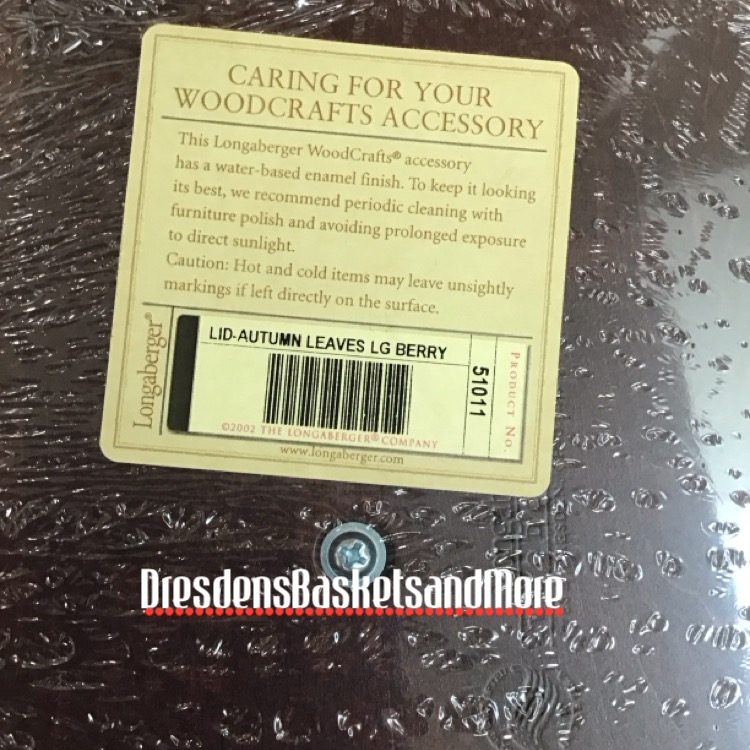 CARING FOR YOUR
WOODCRAFTS ACCESSORY
This Longaberger WoodCrafts® accessory
has a water-based enamel finish. To keep it looking
its best, we recommend periodic cleaning with
furniture polish and avoiding prolonged exposure
to direct sunlight.
Caution: Hot and cold items may leave unsightly
markings if left directly on the surface.
Longaberger®
LID-AUTUMN LEAVES LG BERRY
51011
PRODUCT NO.
©2002 THE LONGABERGER® COMPANY
www.longaberger.com
DresdensBasketsandMore